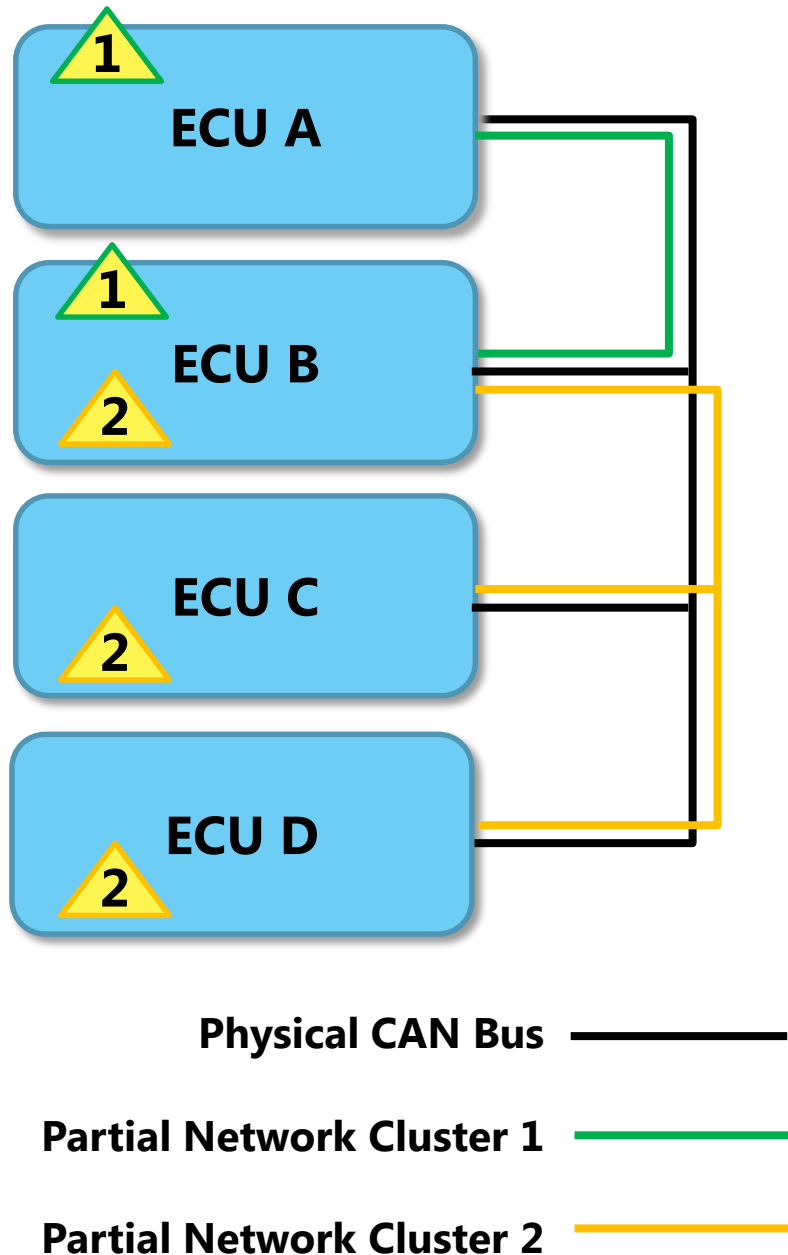 1
ECU A
1
ECU B
2
ECU C
2
ECU D
2
Physical CAN Bus
Partial Network Cluster 1
Partial Network Cluster 2